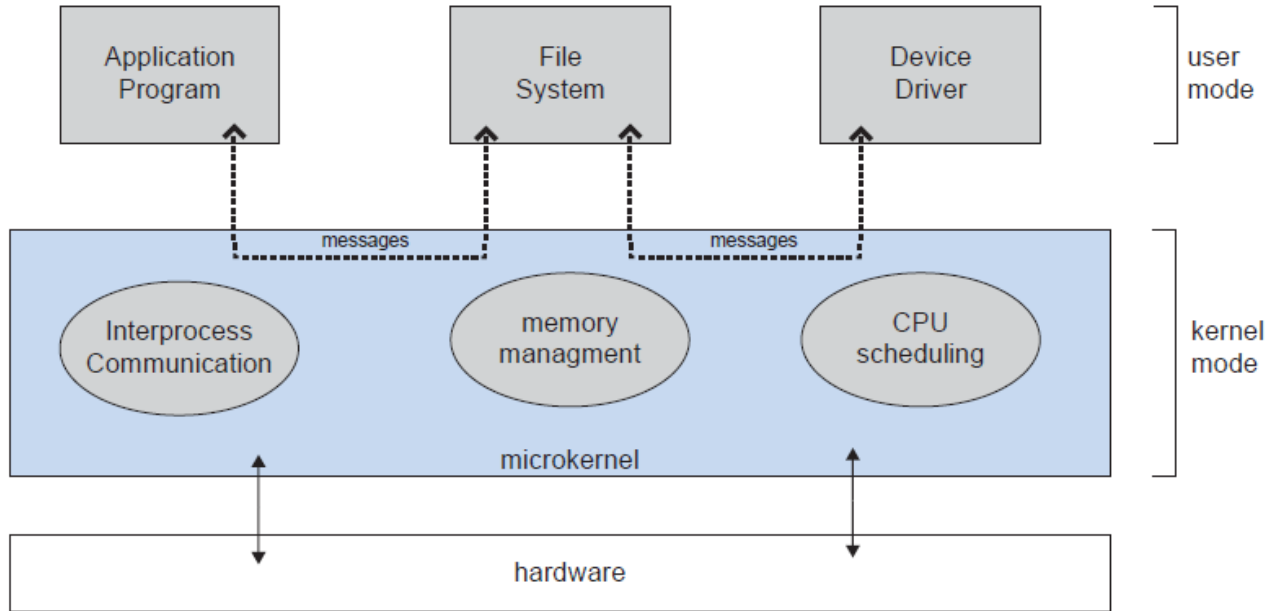 Application
Program
File
System
Device
Driver
user
mode
messages
messages
Interprocess
Communication
memory
managment
CPU
scheduling
kernel
mode
microkernel
hardware